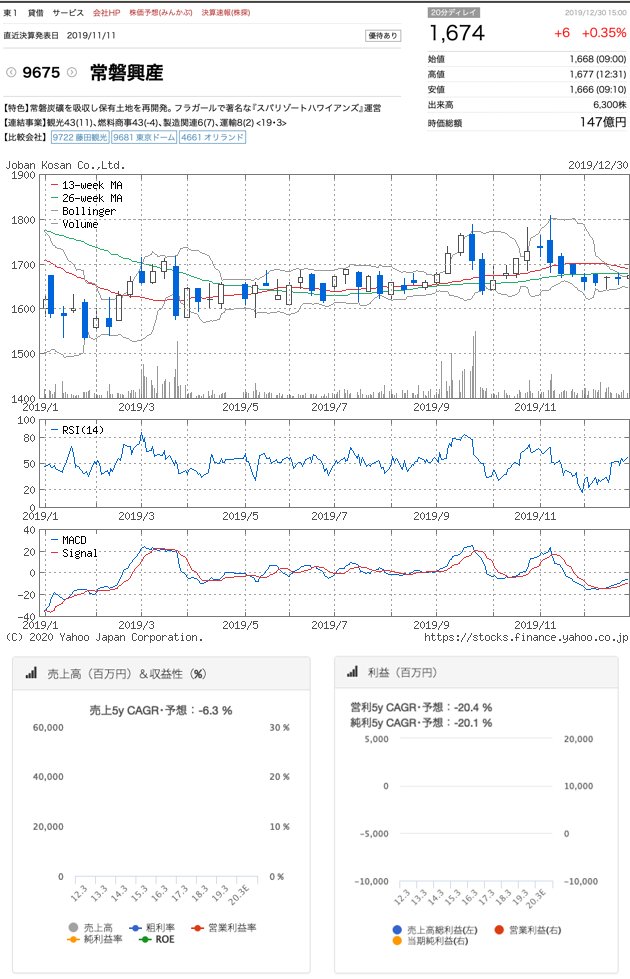 東1 貸借 サービス 会社HP 株価予想(みんかぶ) 決算速報(株探)
直近決算発表日 2019/11/11 優待あり
9675 常磐興産
【特色】常磐炭礦を吸収し保有土地を再開発。フラガールで著名な『スパリゾートハワイアンズ』運営
【連結事業】観光43(11)、燃料商事43(-4)、製造関連6(7)、運輸8(2) <19・3>
【比較会社】 9722 藤田観光 9681 東京ドーム 4661 オリランド
20分ディレイ 2019/12/30 15:00
1,674 +6 +0.35%
始値 1,668 (09:00)
高値 1,677 (12:31)
安値 1,666 (09:10)
出来高 6,300株
時価総額 147億円
Joban Kosan Co.,Ltd. 2019/12/30
1900
1800
1700
1600
1500
1400
13-week MA
26-week MA
Bollinger
Volume
2019/1 2019/3 2019/5 2019/7 2019/9 2019/11
100
80
50
20
0
RSI(14)
2019/1 2019/3 2019/5 2019/7 2019/9 2019/11
40
20
0
-20
-40
MACD
Signal
2019/1 2019/3 2019/5 2019/7 2019/9 2019/11
(C) 2020 Yahoo Japan Corporation. https://stocks.finance.yahoo.co.jp
売上高（百万円）＆収益性（%）
売上5y CAGR・予想：-6.3 %
60,000 30 %
40,000 20 %
20,000 10 %
0 0 %
12.3 13.3 14.3 15.3 16.3 17.3 18.3 19.3 20.3E
売上高 粗利率 営業利益率
純利益率 ROE
利益（百万円）
営利5y CAGR・予想：-20.4 %
純利5y CAGR・予想：-20.1 %
5,000 20,000
0 10,000
-5,000 0
-10,000 -10,000
12.3 13.3 14.3 15.3 16.3 17.3 18.3 19.3 20.3E
売上高総利益(左) 営業利益(右)
当期純利益(右)